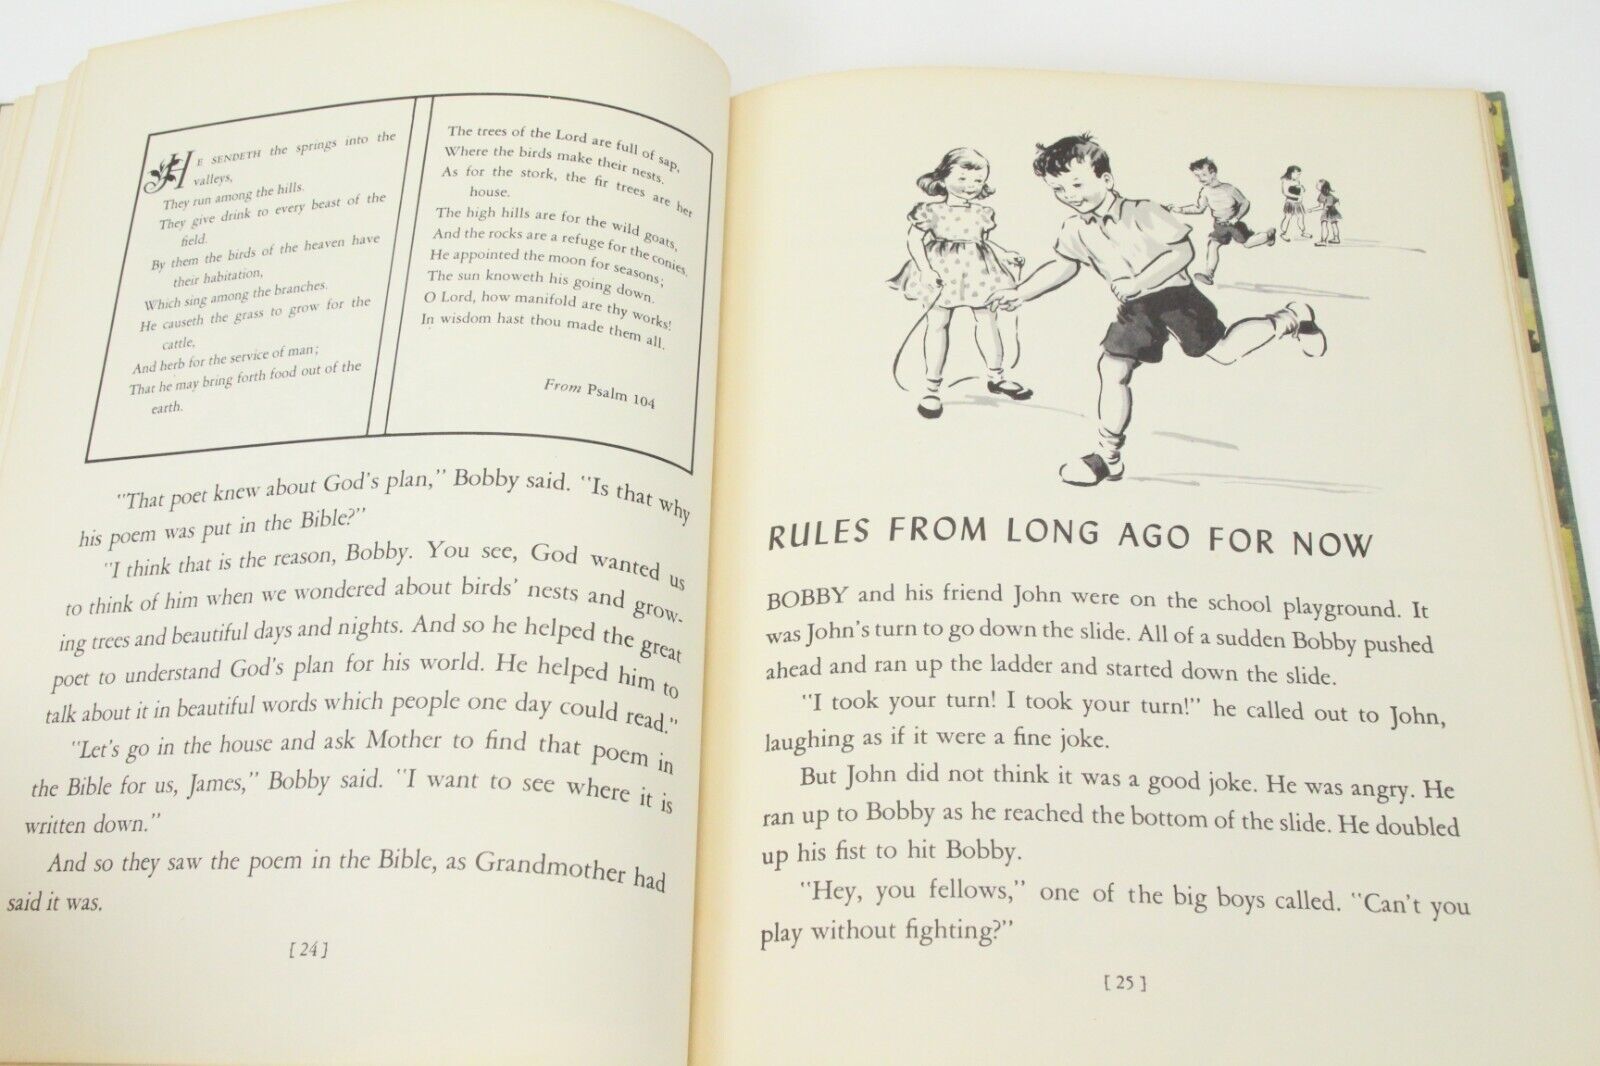 HE SENDETH the springs into the
valleys,
They run among the hills.
They give drink to every beast of the
field.
By them the birds of the heaven have
their habitation,
Which sing among the branches.
He causeth the grass to grow for the
cattle,
And herb for the service of man;
That he may bring forth food out of the
earth.
The trees of the Lord are full of sap,
Where the birds make their nests.
As for the stork, the fir trees are her
house.
The high hills are for the wild goats,
And the rocks are a refuge for the conies.
He appointed the moon for seasons;
The sun knoweth his going down.
O Lord, how manifold are thy works!
In wisdom hast thou made them all.
From Psalm 104
"That poet knew about God's plan," Bobby said. "Is that why
his poem was put in the Bible?"
"I think that is the reason, Bobby. You see, God wanted us
to think of him when we wondered about birds' nests and grow-
ing trees and beautiful days and nights. And so he helped the great
poet to understand God's plan for his world. He helped him to
talk about it in beautiful words which people one day could read."
"Let's go in the house and ask Mother to find that poem in
the Bible for us, James," Bobby said. "I want to see where it is
written down."
And so they saw the poem in the Bible, as Grandmother had
said it was.
[ 24 ]
RULES FROM LONG AGO FOR NOW
BOBBY and his friend John were on the school playground. It
was John's turn to go down the slide. All of a sudden Bobby pushed
ahead and ran up the ladder and started down the slide.
"I took your turn! I took your turn!" he called out to John,
laughing as if it were a fine joke.
But John did not think it was a good joke. He was angry. He
ran up to Bobby as he reached the bottom of the slide. He doubled
up his fist to hit Bobby.
"Hey, you fellows," one of the big boys called. "Can't you
play without fighting?"
[ 25 ]